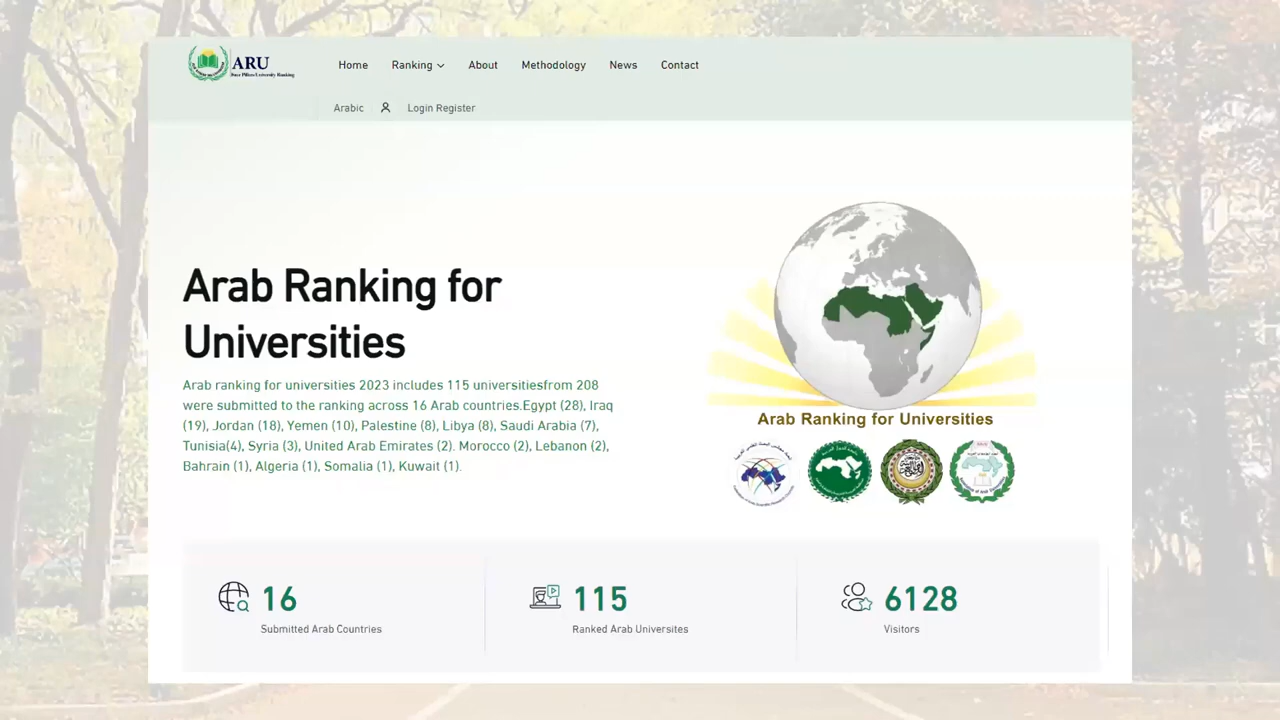 ARU
Four Pillars University Ranking
Home
Ranking
About
Methodology
News
Contact
Arabic
Login Register
Arab Ranking for
Universities
Arab ranking for universities 2023 includes 115 universitiesfrom 208
were submitted to the ranking across 16 Arab countries.Egypt (28), Iraq
(19), Jordan (18), Yemen (10), Palestine (8), Libya (8), Saudi Arabia (7),
Tunisia(4), Syria (3), United Arab Emirates (2). Morocco (2), Lebanon (2),
Bahrain (1), Algeria (1), Somalia (1), Kuwait (1).
Arab Ranking for Universities
16
Submitted Arab Countries
115
Ranked Arab Universites
6128
Visitors